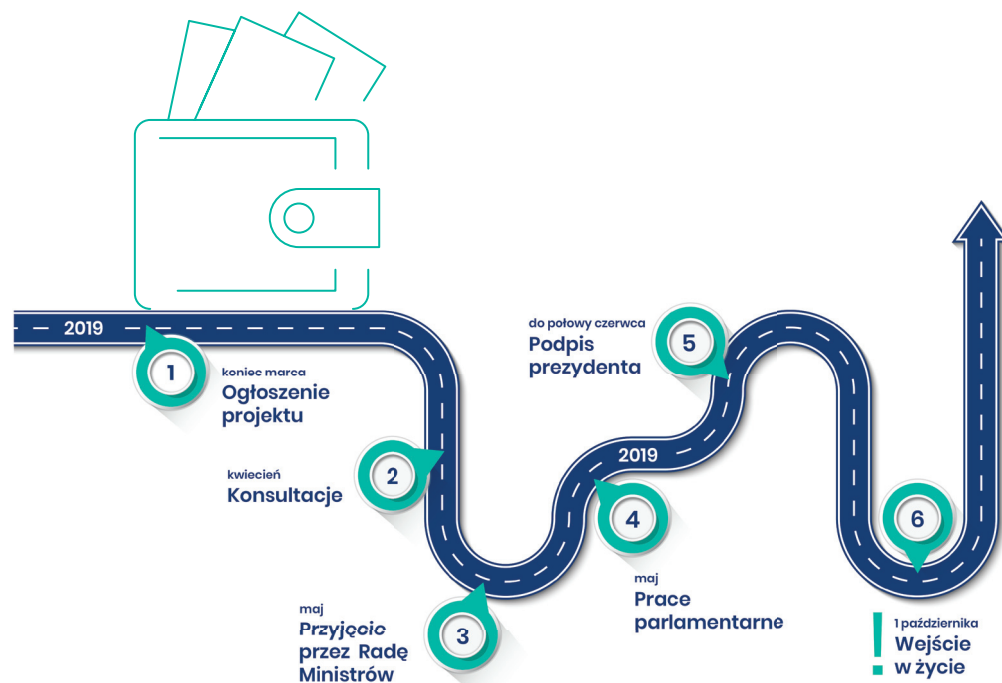 2019
1
koniec marca
Ogłoszenie
projektu
2
kwiecień
Konsultacje
3
maj
Przyjęcie
przez Radę
Ministrów
2019
4
maj
Prace
parlamentarne
5
do połowy czerwca
Podpis
prezydenta
6
!
1 października
Wejście
w życie